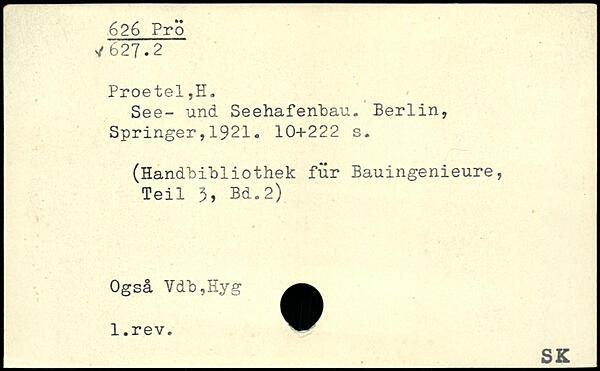 626 Prö
√627.2
Proetel,H.
See- und Seehafenbau. Berlin,
Springer,1921. 10+222 s.
(Handbibliothek für Bauingenieure,
Teil 3, Bd.2)
Også Vdb,Hyg
1.rev.
SK